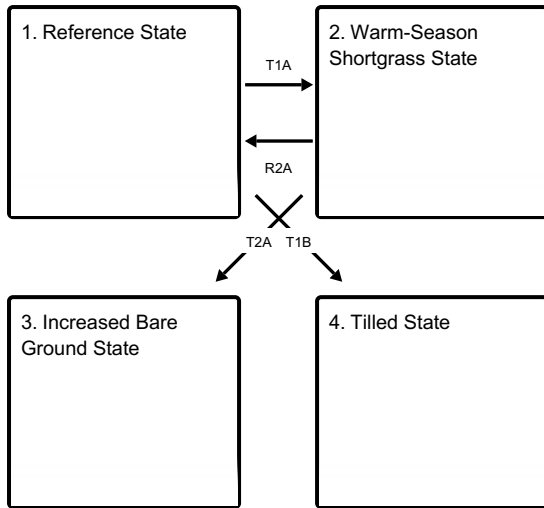 1. Reference State
2. Warm-Season
Shortgrass State
T1A
R2A
T2A
T1B
3. Increased Bare
Ground State
4. Tilled State